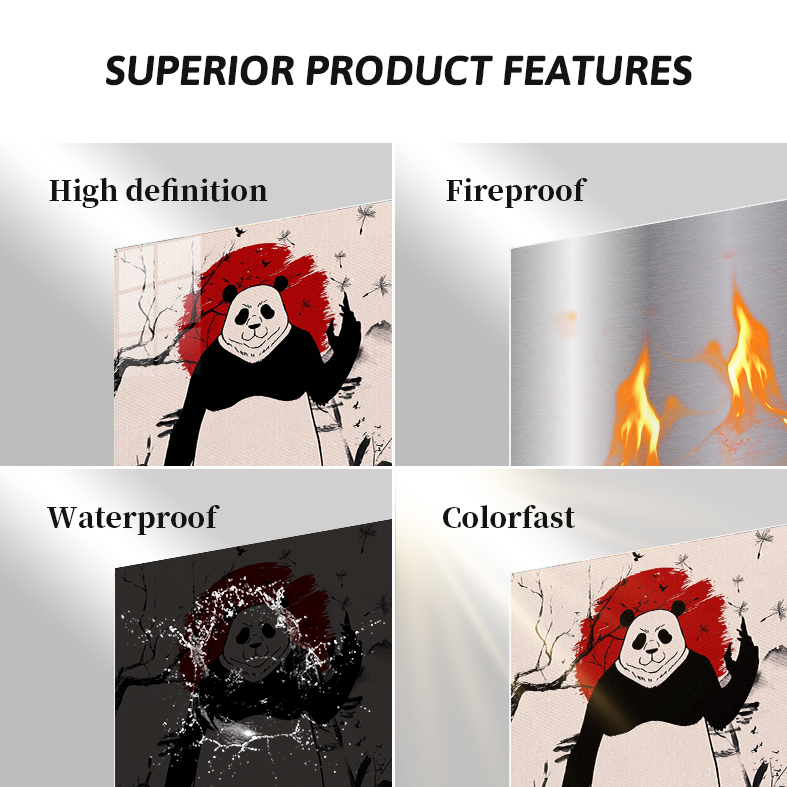 SUPERIOR PRODUCT FEATURES
High definition
Fireproof
Waterproof
Colorfast